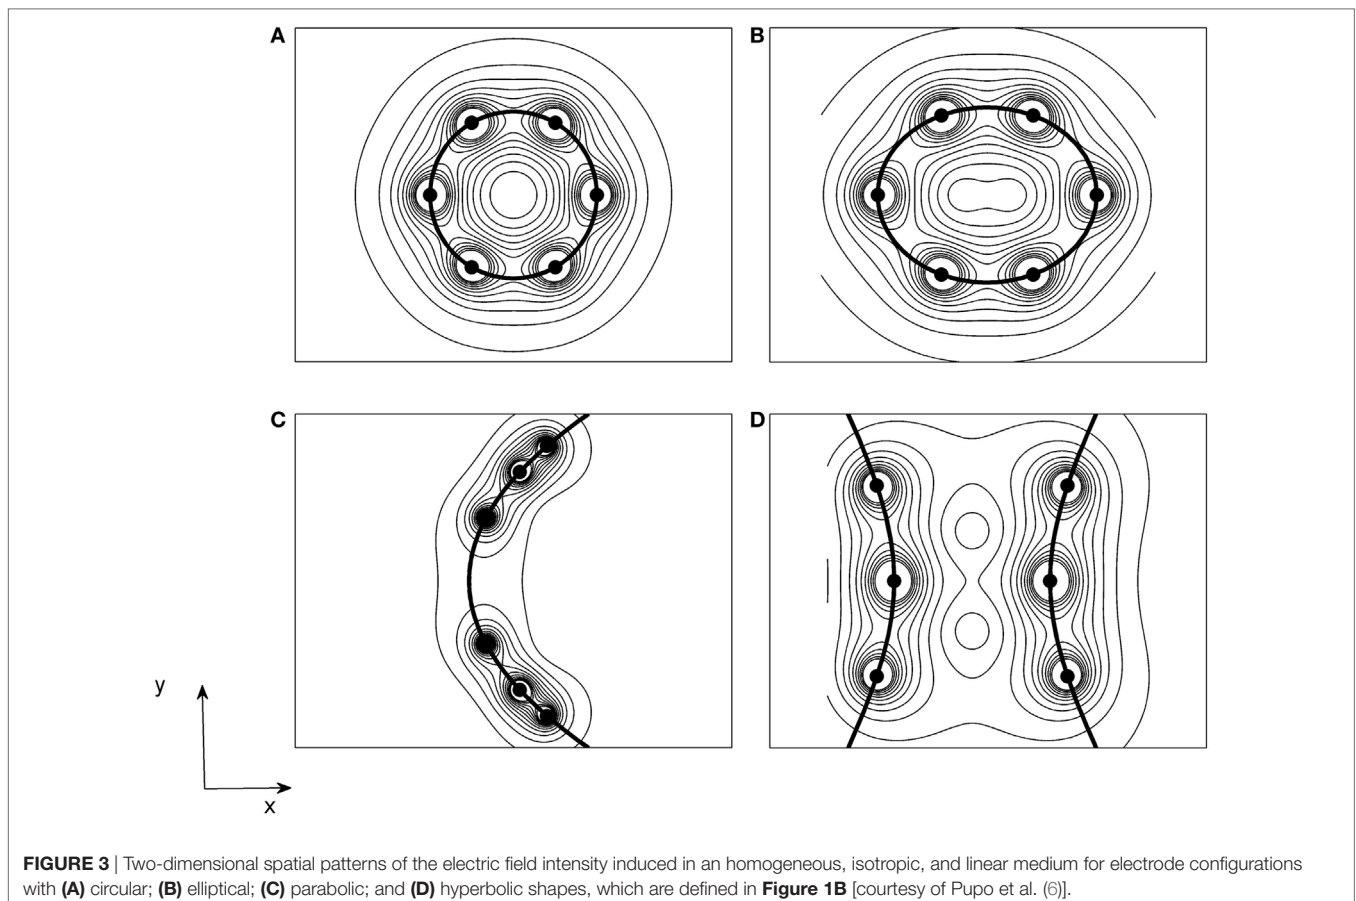 A
B
C
D
y
x
FIGURE 3 | Two-dimensional spatial patterns of the electric field intensity induced in an homogeneous, isotropic, and linear medium for electrode configurations
with (A) circular; (B) elliptical; (C) parabolic; and (D) hyperbolic shapes, which are defined in Figure 1B [courtesy of Pupo et al. (6)].